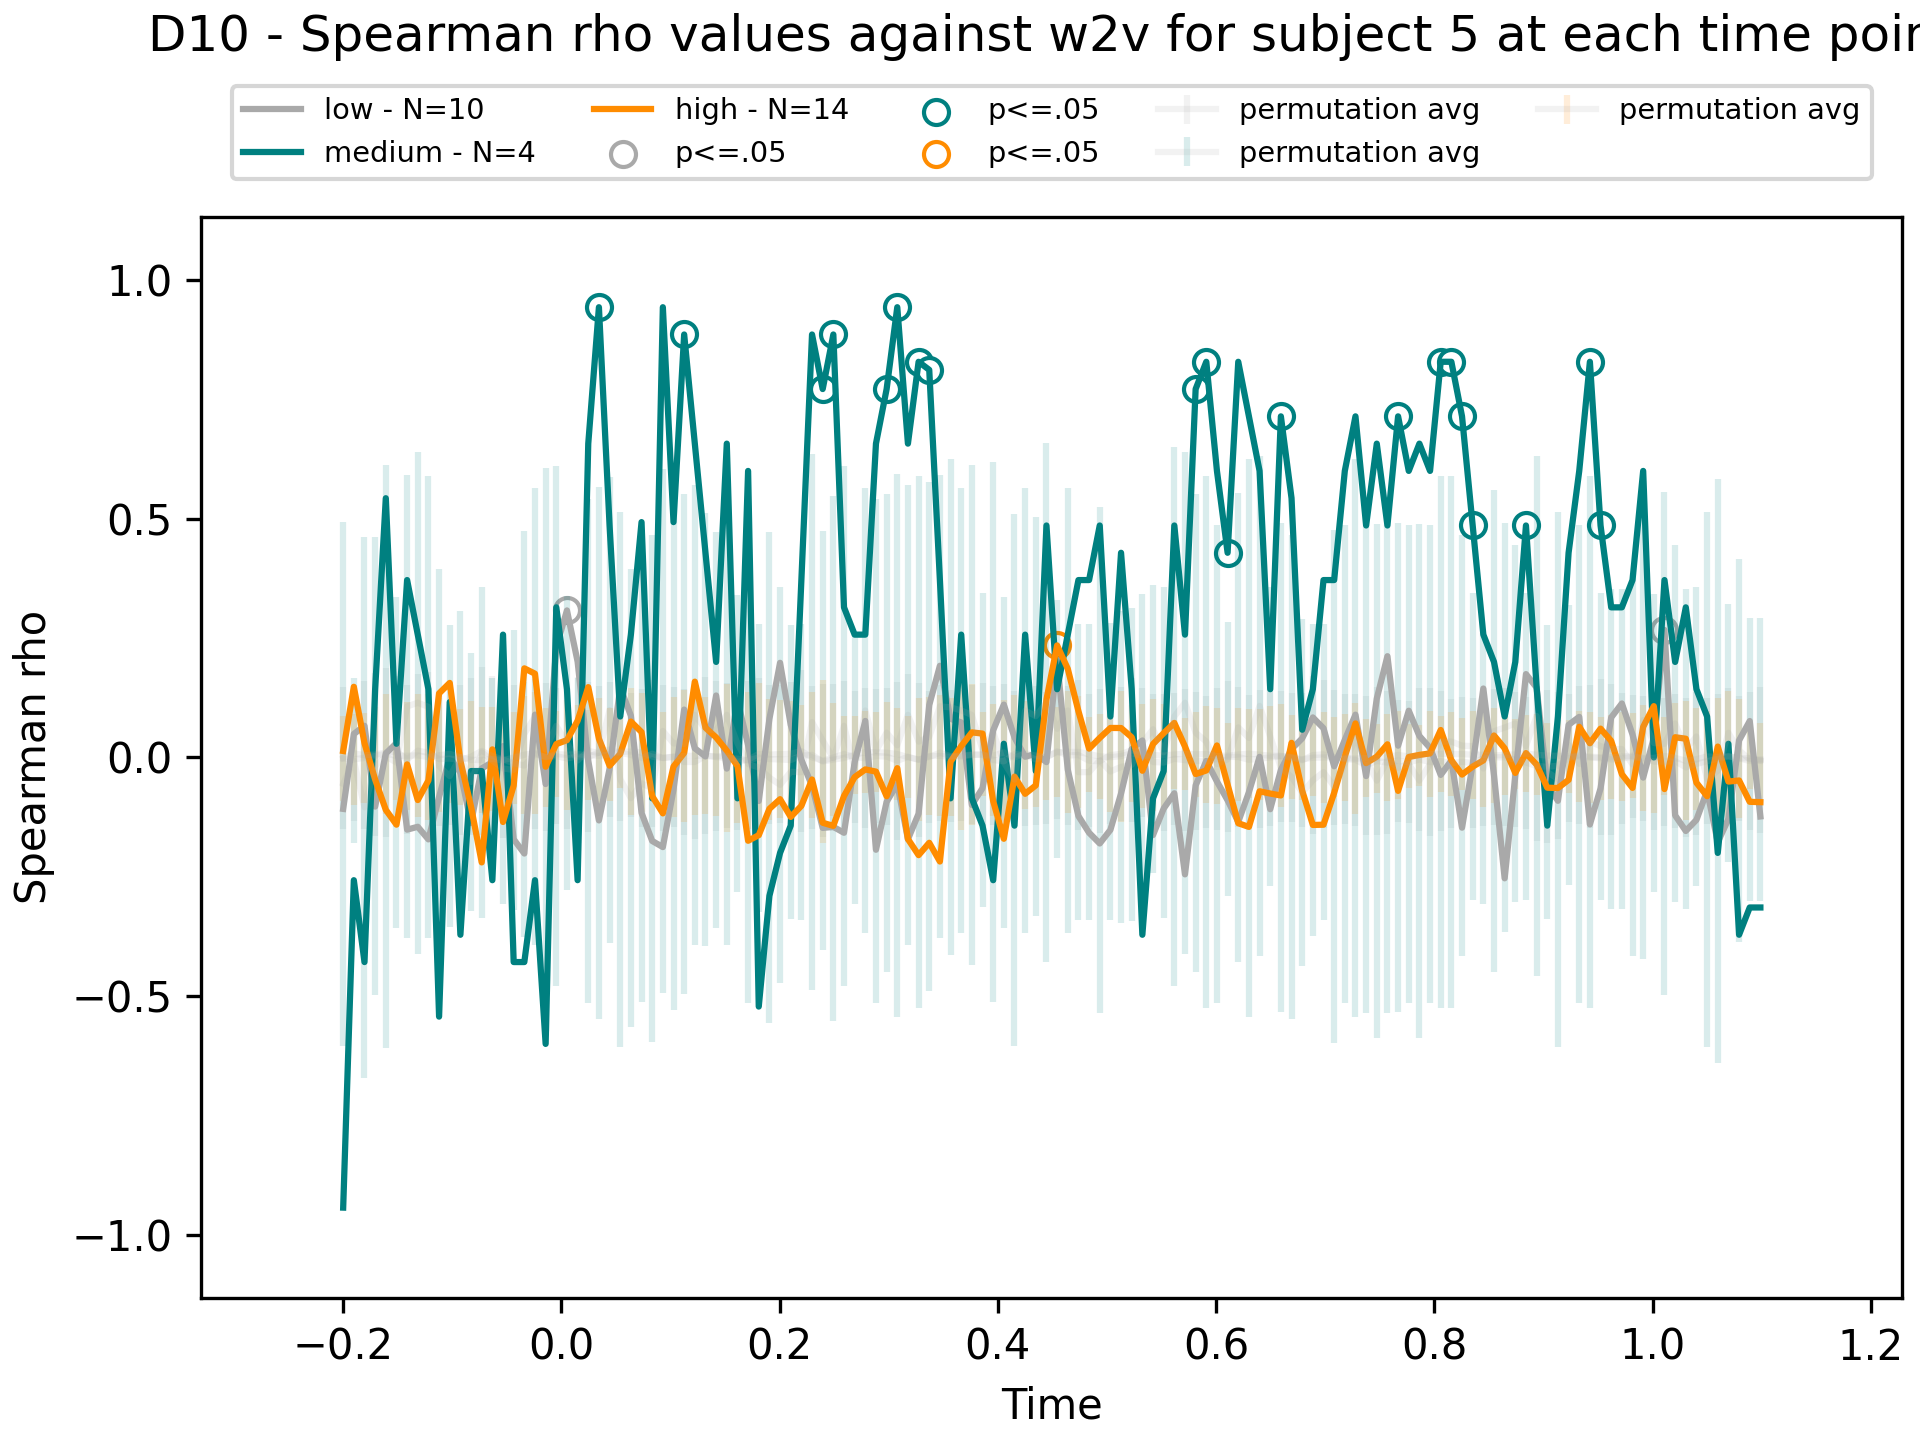 D10 - Spearman rho values against w2v for subject 5 at each time
low - N=10
medium - N=4
high - N=14
p<=.05
p<=.05
p<=.05
permutation avg
permutation avg
permutation avg
1.0
0.5
0.0
−0.5
−1.0
Spearman rho
−0.2 0.0 0.2 0.4 0.6 0.8 1.0 1.2
Time